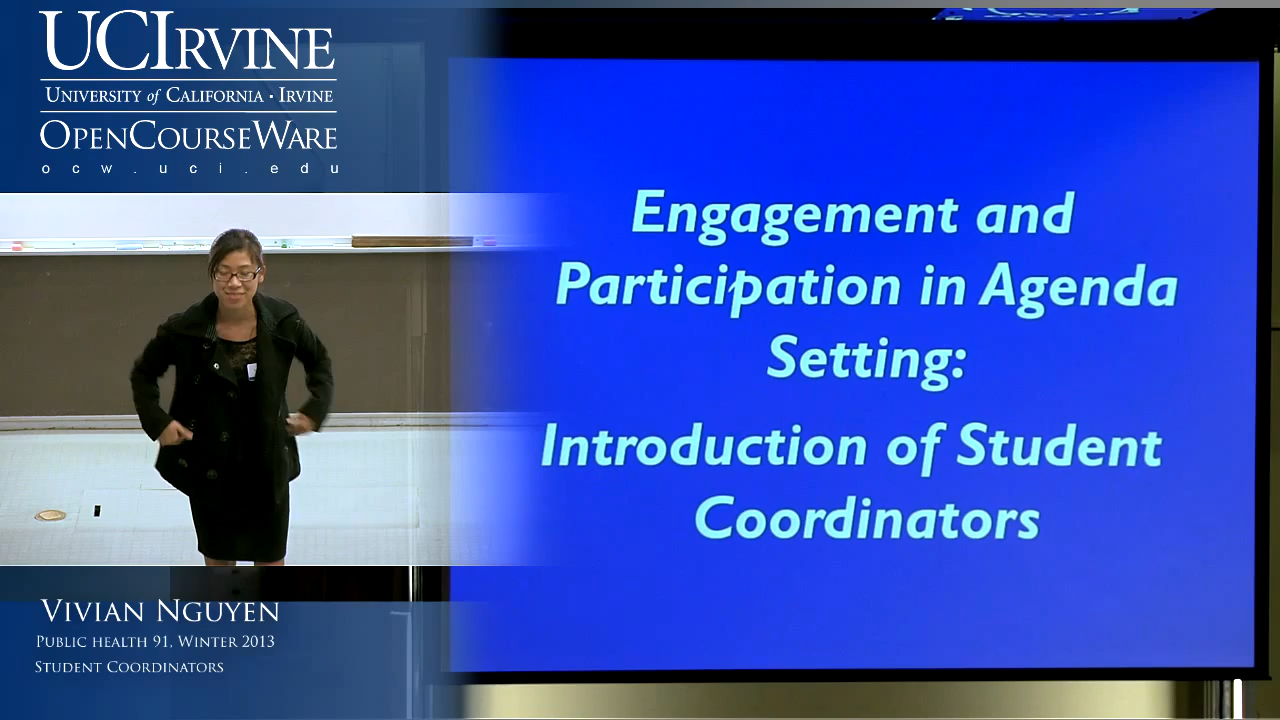 UCIRVINE
UNIVERSITY of CALIFORNIA · IRVINE
OPENCOURSEWARE
ocw.uci.edu
Engagement and
Participation in Agenda
Setting:
Introduction of Student
Coordinators
VIVIAN NGUYEN
PUBLIC HEALTH 91, WINTER 2013
STUDENT COORDINATORS